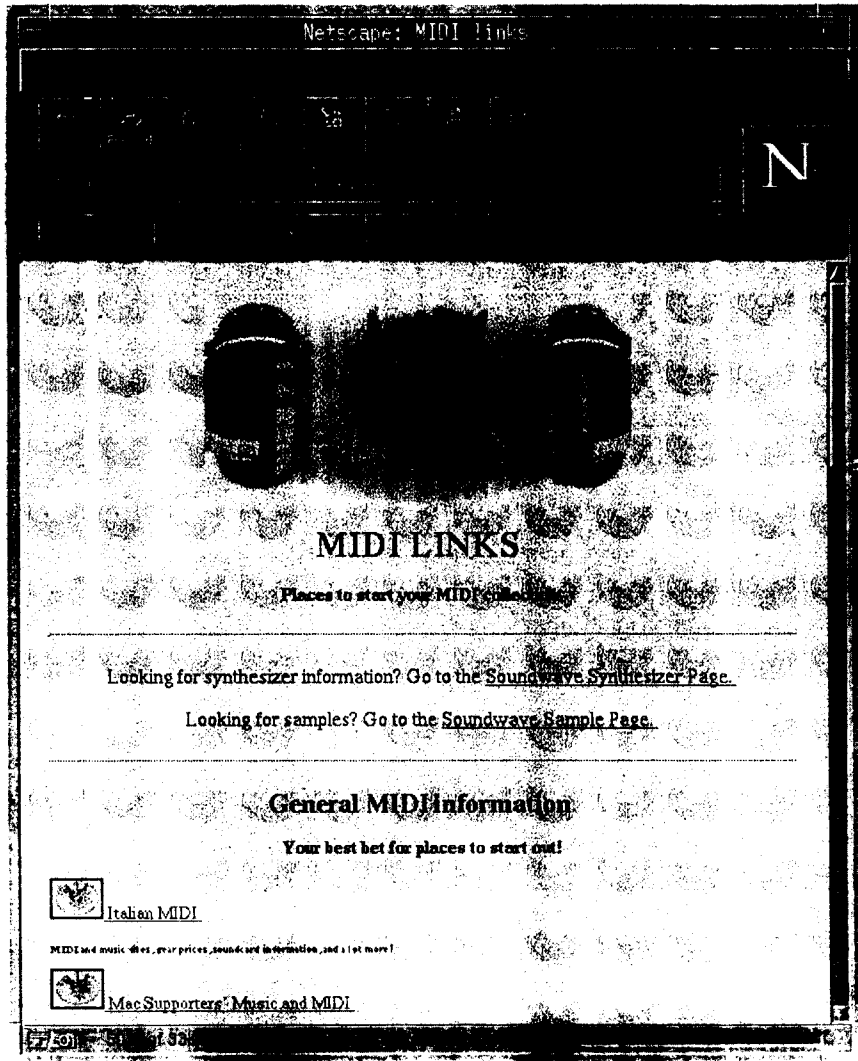 Netscape: MIDI links
N
MIDI LINKS
Places to start your MIDI
Looking for synthesizer information? Go to the Soundwave Synthesizer Page.
Looking for samples? Go to the Soundwave Sample Page.
General MIDI Information
Your best bet for places to start out!
Italian MIDI
MIDI and music files, gear prices, soundcard information, and a lot more!
Mac Supporters' Music and MIDI